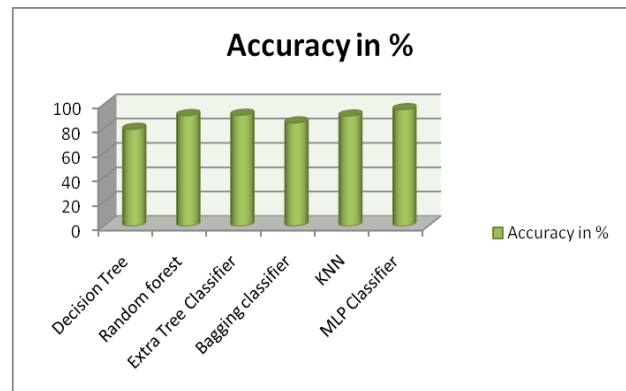 Accuracy in %
100
80
60
40
20
0
Decision Tree
Random forest
Extra Tree Classifier
Bagging classifier
KNN
MLP Classifier
Accuracy in %